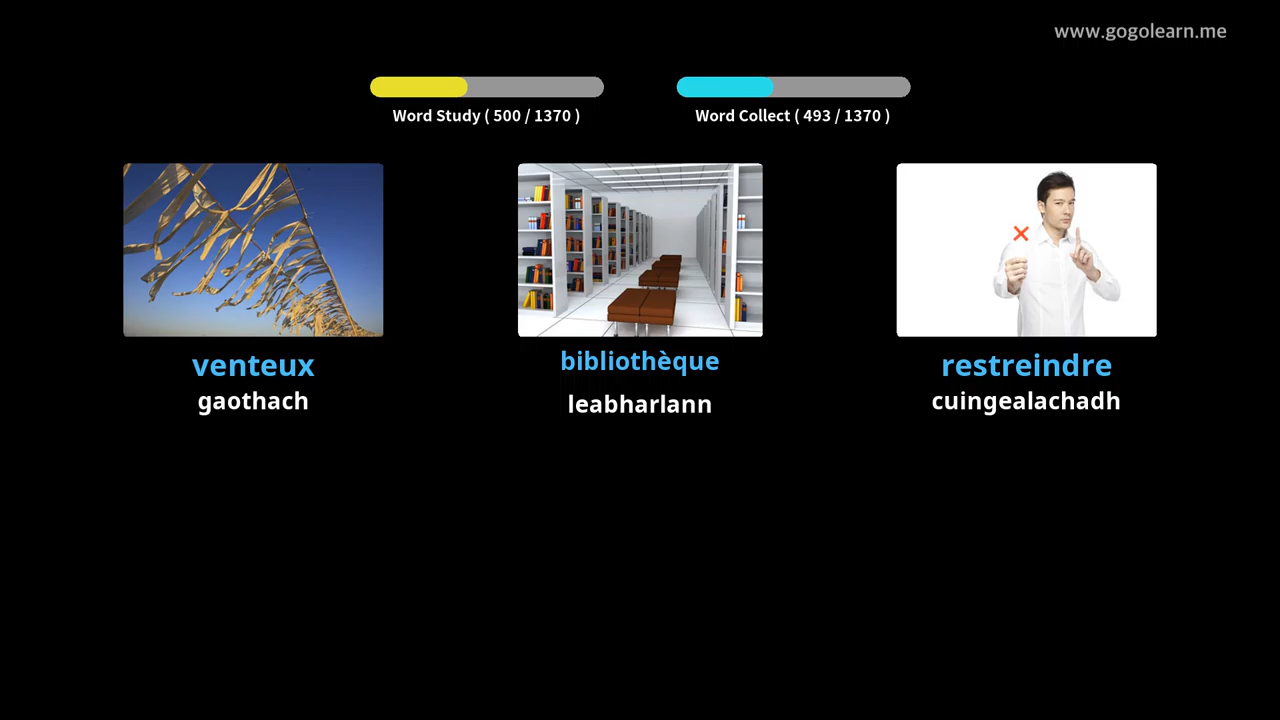 www.gogolearn.me
Word Study ( 500 / 1370 )
Word Collect ( 493 / 1370 )
venteux
gaothach
bibliothèque
leabharlann
restreindre
cuingealachadh